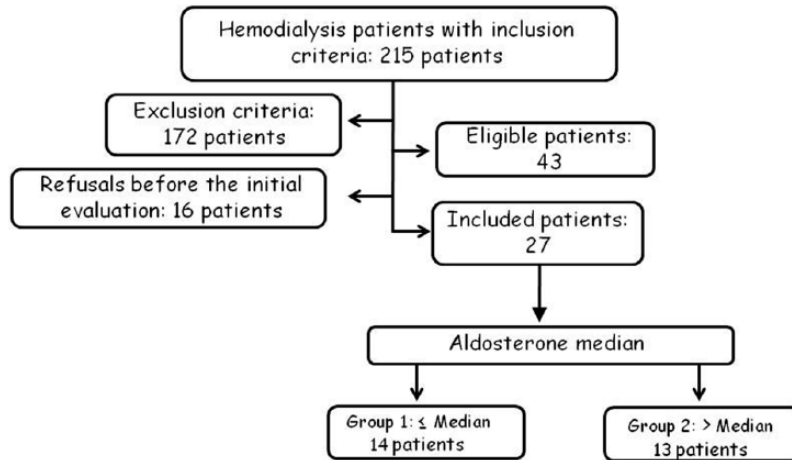 Hemodialysis patients with inclusion
criteria: 215 patients
Exclusion criteria:
172 patients
Eligible patients:
43
Refusals before the initial
evaluation: 16 patients
Included patients:
27
Aldosterone median
Group 1: ≤ Median
14 patients
Group 2: > Median
13 patients